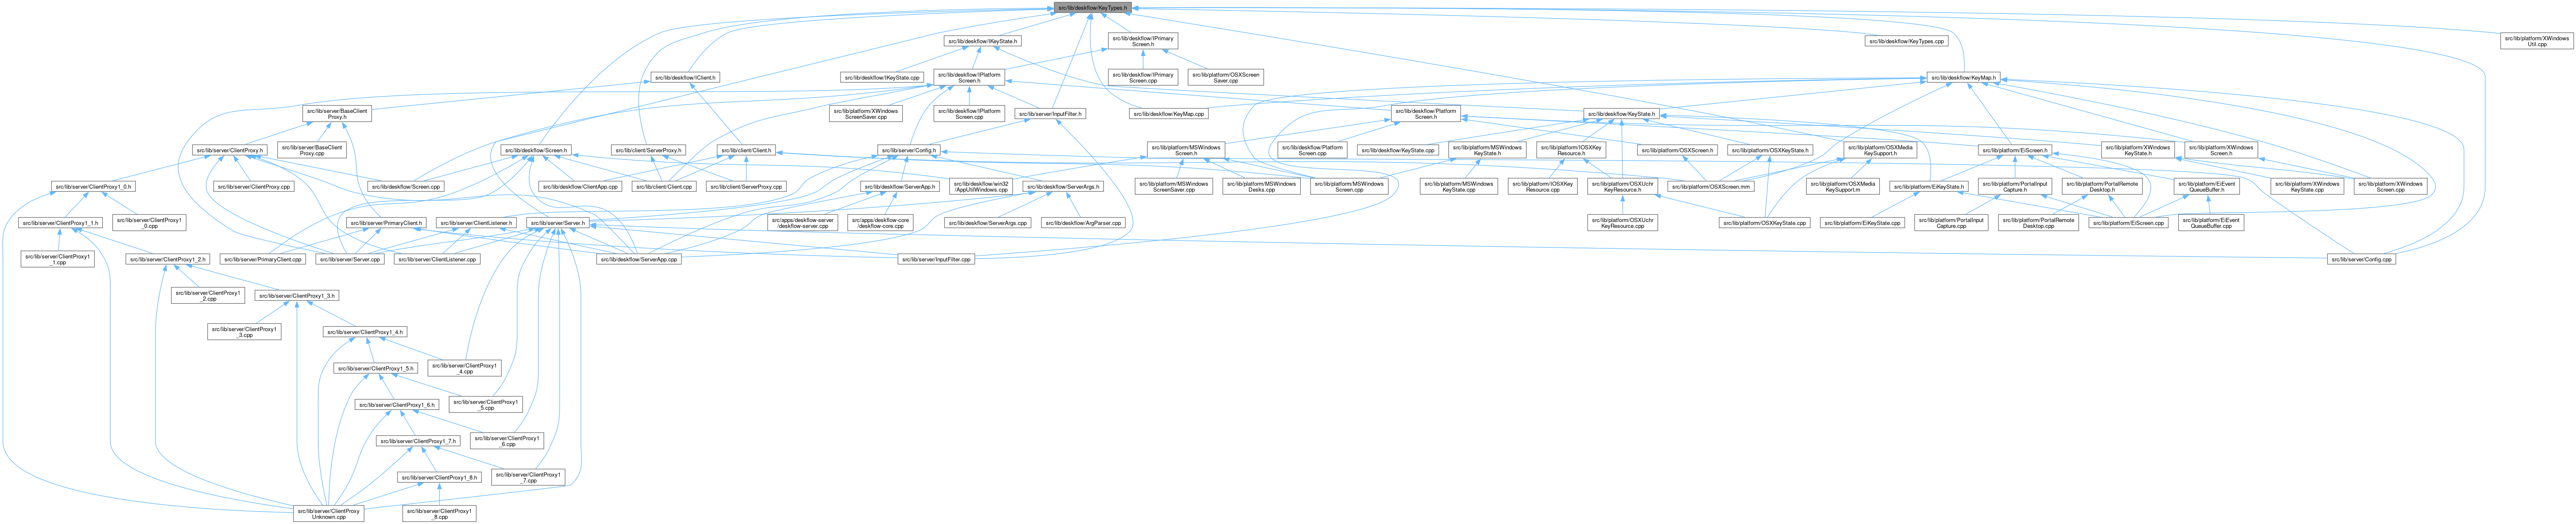 src/lib/deskflow/KeyTypes.h
src/lib/deskflow/IKeyState.h
src/lib/deskflow/IPrimary
Screen.h
src/lib/deskflow/KeyTypes.cpp
src/lib/platform/XWindows
Util.cpp
src/lib/deskflow/IClient.h
src/lib/deskflow/IKeyState.cpp
src/lib/deskflow/IPlatform
Screen.h
src/lib/deskflow/IPrimary
Screen.cpp
src/lib/platform/OSXScreen
Saver.cpp
src/lib/deskflow/KeyMap.h
src/lib/server/BaseClient
Proxy.h
src/lib/platform/XWindows
ScreenSaver.cpp
src/lib/deskflow/IPlatform
Screen.cpp
src/lib/server/InputFilter.h
src/lib/deskflow/KeyMap.cpp
src/lib/deskflow/Platform
Screen.h
src/lib/deskflow/KeyState.h
src/lib/server/ClientProxy.h
src/lib/server/BaseClient
Proxy.cpp
src/lib/deskflow/Screen.h
src/lib/client/ServerProxy.h
src/lib/client/Client.h
src/lib/server/Config.h
src/lib/platform/MSWindows
Screen.h
src/lib/deskflow/Platform
Screen.cpp
src/lib/deskflow/KeyState.cpp
src/lib/platform/MSWindows
KeyState.h
src/lib/platform/IOSXKey
Resource.h
src/lib/platform/OSXScreen.h
src/lib/platform/OSXKeyState.h
src/lib/platform/OSXMedia
KeySupport.h
src/lib/platform/EiScreen.h
src/lib/platform/XWindows
KeyState.h
src/lib/platform/XWindows
Screen.h
src/lib/server/ClientProxy1_0.h
src/lib/server/ClientProxy.cpp
src/lib/deskflow/Screen.cpp
src/lib/deskflow/ClientApp.cpp
src/lib/client/Client.cpp
src/lib/client/ServerProxy.cpp
src/lib/deskflow/ServerApp.h
src/lib/deskflow/win32
/AppUtilWindows.cpp
src/lib/deskflow/ServerArgs.h
src/lib/platform/MSWindows
ScreenSaver.cpp
src/lib/platform/MSWindows
Desks.cpp
src/lib/platform/MSWindows
Screen.cpp
src/lib/platform/MSWindows
KeyState.cpp
src/lib/platform/IOSXKey
Resource.cpp
src/lib/platform/OSXUchr
KeyResource.h
src/lib/platform/OSXScreen.mm
src/lib/platform/OSXMedia
KeySupport.m
src/lib/platform/EiKeyState.h
src/lib/platform/PortalInput
Capture.h
src/lib/platform/PortalRemote
Desktop.h
src/lib/platform/EiEvent
QueueBuffer.h
src/lib/platform/XWindows
KeyState.cpp
src/lib/platform/XWindows
Screen.cpp
src/lib/server/ClientProxy1_1.h
src/lib/server/ClientProxy1
_0.cpp
src/lib/server/PrimaryClient.h
src/lib/server/ClientListener.h
src/lib/server/Server.h
src/apps/deskflow-server
/deskflow-server.cpp
src/apps/deskflow-core
/deskflow-core.cpp
src/lib/deskflow/ServerArgs.cpp
src/lib/deskflow/ArgParser.cpp
src/lib/platform/OSXUchr
KeyResource.cpp
src/lib/platform/OSXKeyState.cpp
src/lib/platform/EiKeyState.cpp
src/lib/platform/PortalInput
Capture.cpp
src/lib/platform/PortalRemote
Desktop.cpp
src/lib/platform/EiScreen.cpp
src/lib/platform/EiEvent
QueueBuffer.cpp
src/lib/server/ClientProxy1
_1.cpp
src/lib/server/ClientProxy1_2.h
src/lib/server/PrimaryClient.cpp
src/lib/server/Server.cpp
src/lib/server/ClientListener.cpp
src/lib/deskflow/ServerApp.cpp
src/lib/server/InputFilter.cpp
src/lib/server/Config.cpp
src/lib/server/ClientProxy1
_2.cpp
src/lib/server/ClientProxy1_3.h
src/lib/server/ClientProxy1
_3.cpp
src/lib/server/ClientProxy1_4.h
src/lib/server/ClientProxy1_5.h
src/lib/server/ClientProxy1
_4.cpp
src/lib/server/ClientProxy1_6.h
src/lib/server/ClientProxy1
_5.cpp
src/lib/server/ClientProxy1_7.h
src/lib/server/ClientProxy1
_6.cpp
src/lib/server/ClientProxy1_8.h
src/lib/server/ClientProxy1
_7.cpp
src/lib/server/ClientProxy
Unknown.cpp
src/lib/server/ClientProxy1
_8.cpp